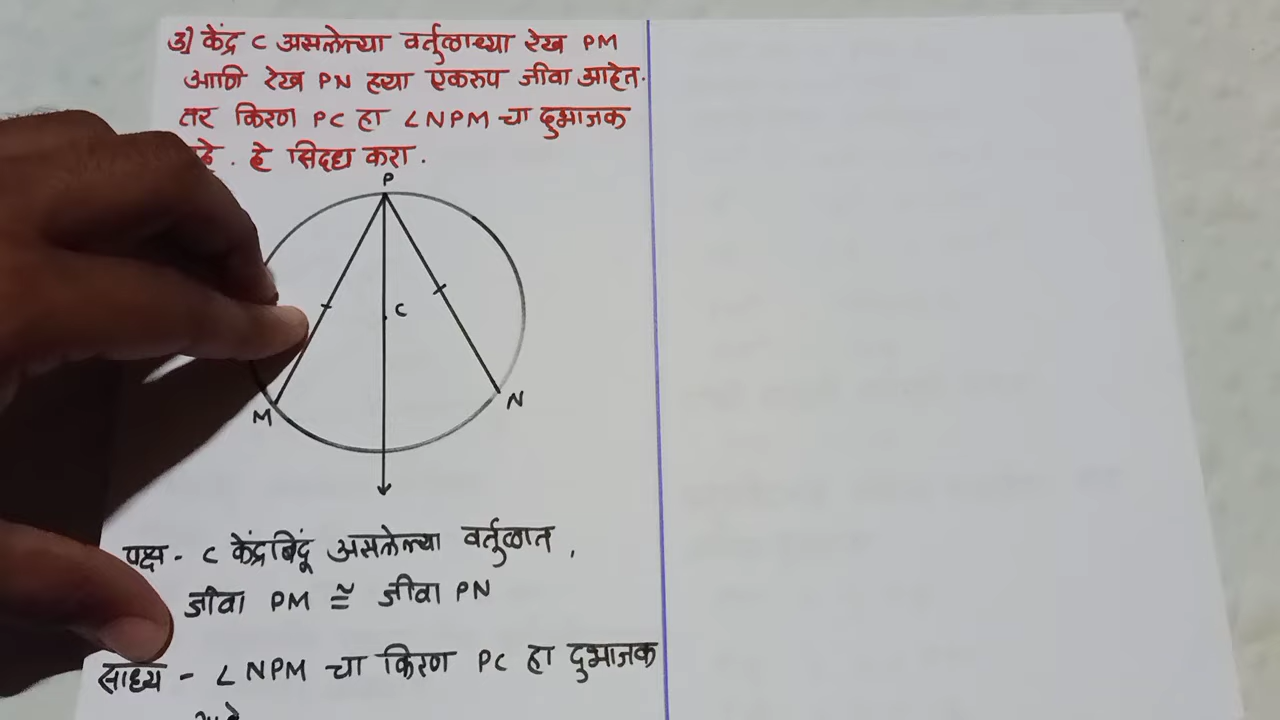 3) केंद्र C असलेल्या वर्तुळाच्या रेख PM
आणि रेख PN ह्या एकरूप जीवा आहेत.
तर किरण PC हा ∠NPM चा दुभाजक
. हे सिद्ध करा.
P
C
M
N
पक्ष - C केंद्रबिंदू असलेल्या वर्तुळात,
जीवा PM ≅ जीवा PN
साध्य - ∠NPM चा किरण PC हा दुभाजक